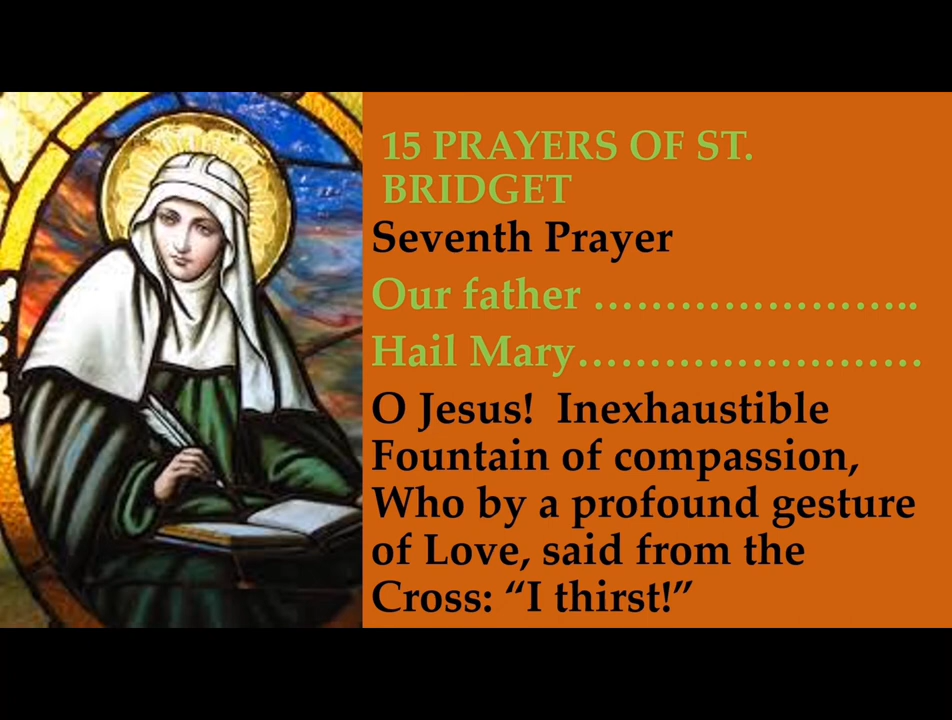 15 PRAYERS OF ST.
BRIDGET
Seventh Prayer
Our father ……………………..
Hail Mary……………………
O Jesus!  Inexhaustible
Fountain of compassion,
Who by a profound gesture
of Love, said from the
Cross: “I thirst!”